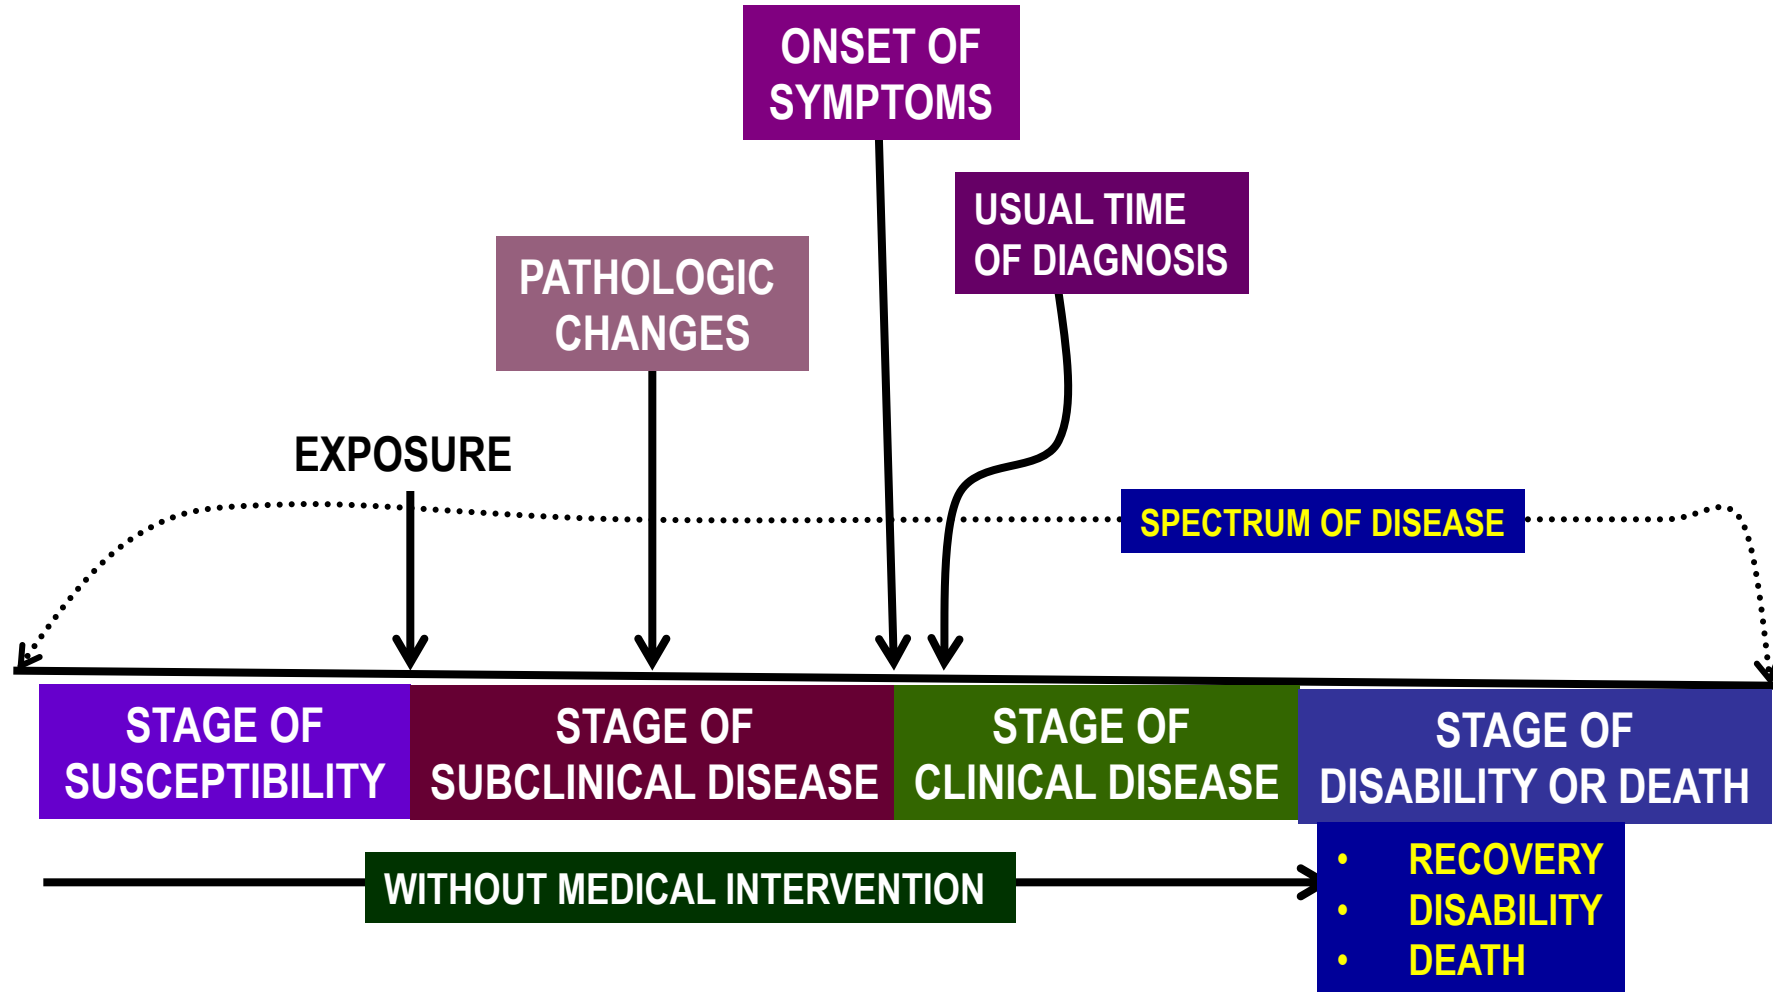 ONSET OF
SYMPTOMS
USUAL TIME
OF DIAGNOSIS
PATHOLOGIC
CHANGES
EXPOSURE
SPECTRUM OF DISEASE
STAGE OF
SUSCEPTIBILITY
STAGE OF
SUBCLINICAL DISEASE
STAGE OF
CLINICAL DISEASE
STAGE OF
DISABILITY OR DEATH
WITHOUT MEDICAL INTERVENTION
• RECOVERY
• DISABILITY
• DEATH